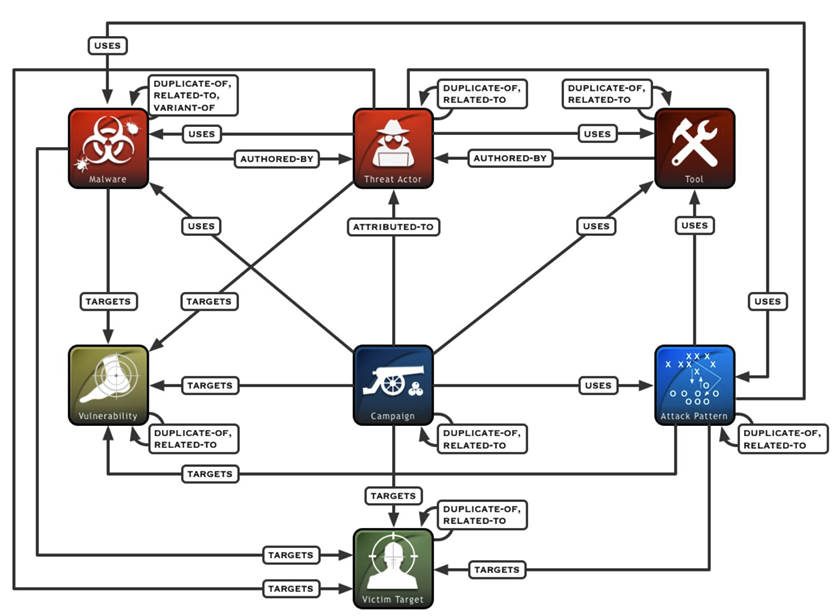 USES
DUPLICATE-OF,
RELATED-TO,
VARIANT-OF
DUPLICATE-OF,
RELATED-TO
DUPLICATE-OF,
RELATED-TO
USES
USES
AUTHORED-BY
AUTHORED-BY
Malware
Threat Actor
Tool
USES
ATTRIBUTED-TO
USES
USES
TARGETS
TARGETS
USES
X X X X
X X X X
X
O
O O O O
O O O
TARGETS
USES
Vulnerability
Campaign
Attack Pattern
DUPLICATE-OF,
RELATED-TO
DUPLICATE-OF,
RELATED-TO
DUPLICATE-OF,
RELATED-TO
TARGETS
TARGETS
DUPLICATE-OF,
RELATED-TO
TARGETS
TARGETS
TARGETS
Victim Target